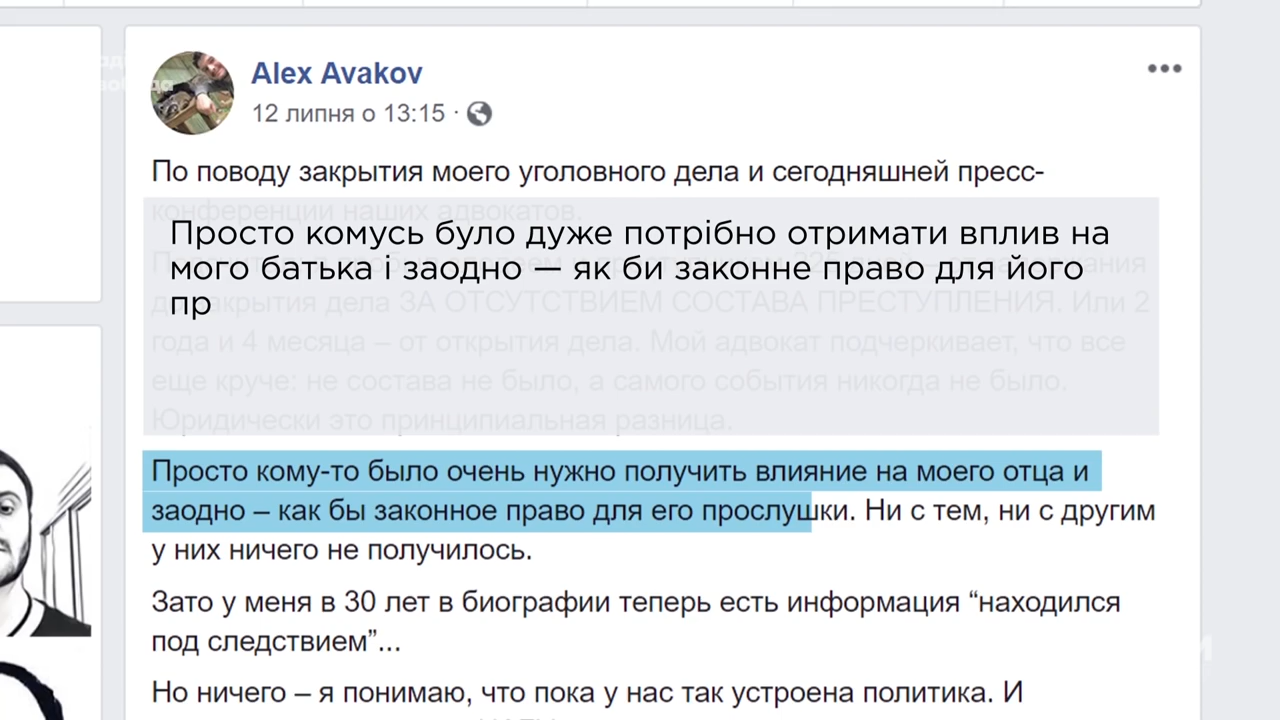 Alex Avakov
12 липня о 13:15 ·
По поводу закрытия моего уголовного дела и сегодняшней пресс-
конференции наших адвокатов.
Просто комусь було дуже потрібно отримати вплив на
мого батька і заодно — як би законне право для його
пр
закрытия дела ЗА ОТСУТСТВИЕМ СОСТАВА ПРЕСТУПЛЕНИЯ. Или 2
года и 4 месяца – от открытия дела. Мой адвокат подчеркивает, что все
еще круче: не состава не было, а самого события никогда не было.
Юридически это принципиальная разница.
Просто кому-то было очень нужно получить влияние на моего отца и
заодно – как бы законное право для его прослушки. Ни с тем, ни с другим
у них ничего не получилось.
Зато у меня в 30 лет в биографии теперь есть информация “находился
под следствием”...
Но ничего – я понимаю, что пока у нас так устроена политика. И